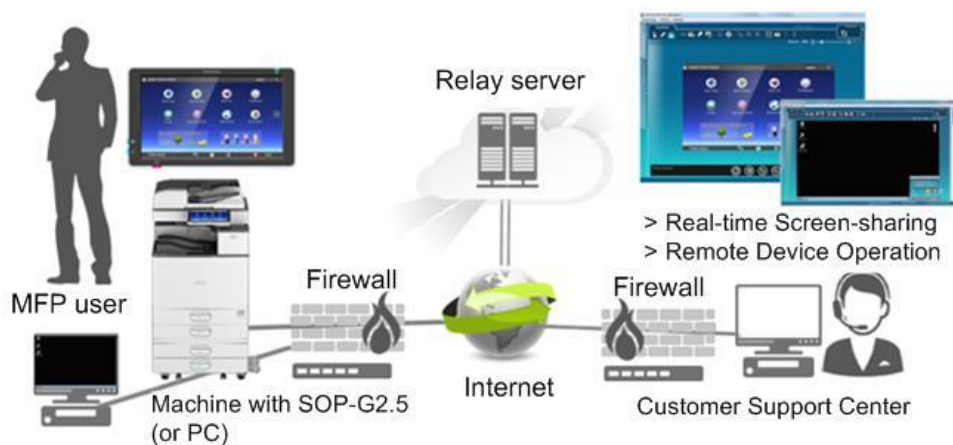 Relay server
> Real-time Screen-sharing
> Remote Device Operation
MFP user
Firewall
Firewall
Internet
Machine with SOP-G2.5
(or PC)
Customer Support Center